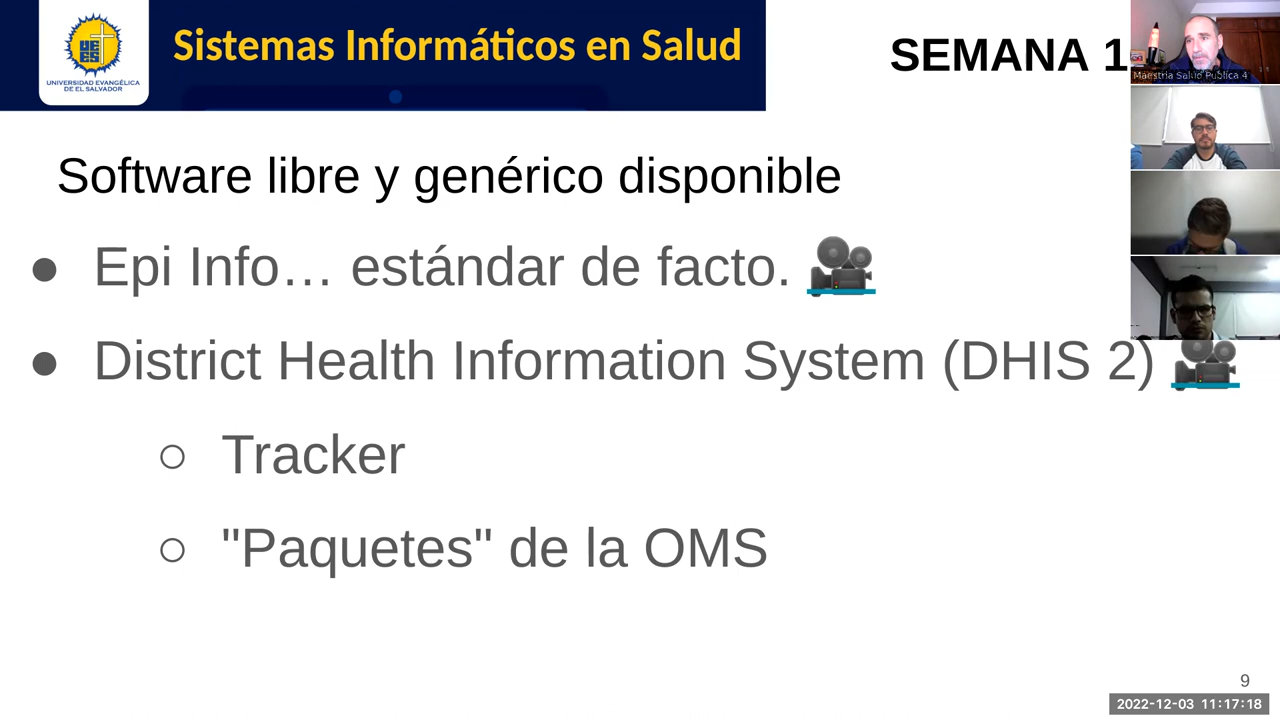 UNIVERSIDAD EVANGÉLICA
DE EL SALVADOR
Sistemas Informáticos en Salud
SEMANA 1
Maestria Salud Publica 4
Software libre y genérico disponible
● Epi Info… estándar de facto.
● District Health Information System (DHIS 2)
○ Tracker
○ "Paquetes" de la OMS
9
2022-12-03 11:17:18